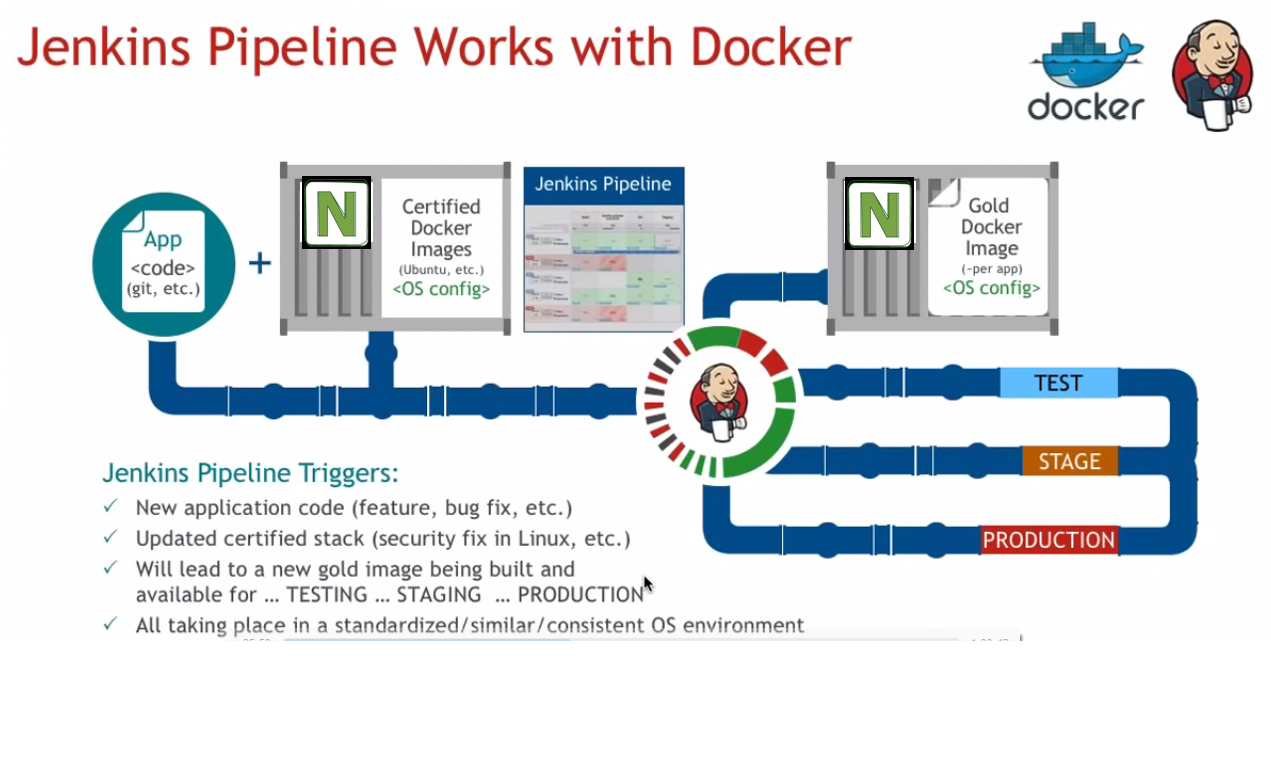 Jenkins Pipeline Works with Docker
docker
App
<code>
(git, etc.)
+
N
Certified
Docker
Images
(Ubuntu, etc.)
<OS config>
Jenkins Pipeline
N
Gold
Docker
Image
(~per app)
<OS config>
TEST
STAGE
PRODUCTION
Jenkins Pipeline Triggers:
✓ New application code (feature, bug fix, etc.)
✓ Updated certified stack (security fix in Linux, etc.)
✓ Will lead to a new gold image being built and
available for … TESTING … STAGING … PRODUCTION
✓ All taking place in a standardized/similar/consistent OS environment